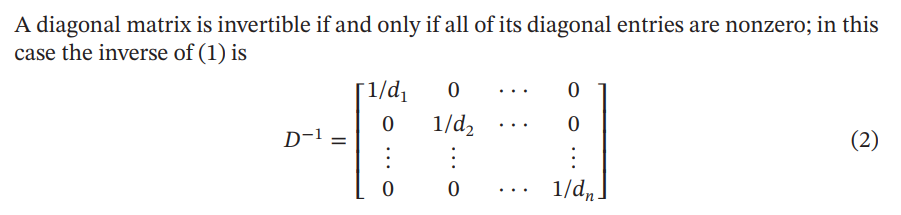 A diagonal matrix is invertible if and only if all of its diagonal entries are nonzero; in this
case the inverse of (1) is
1/d₁ 0 ··· 0
0 1/d₂ ··· 0
D⁻¹ = (2)
⋮ ⋮ ⋮
0 0 ··· 1/dₙ